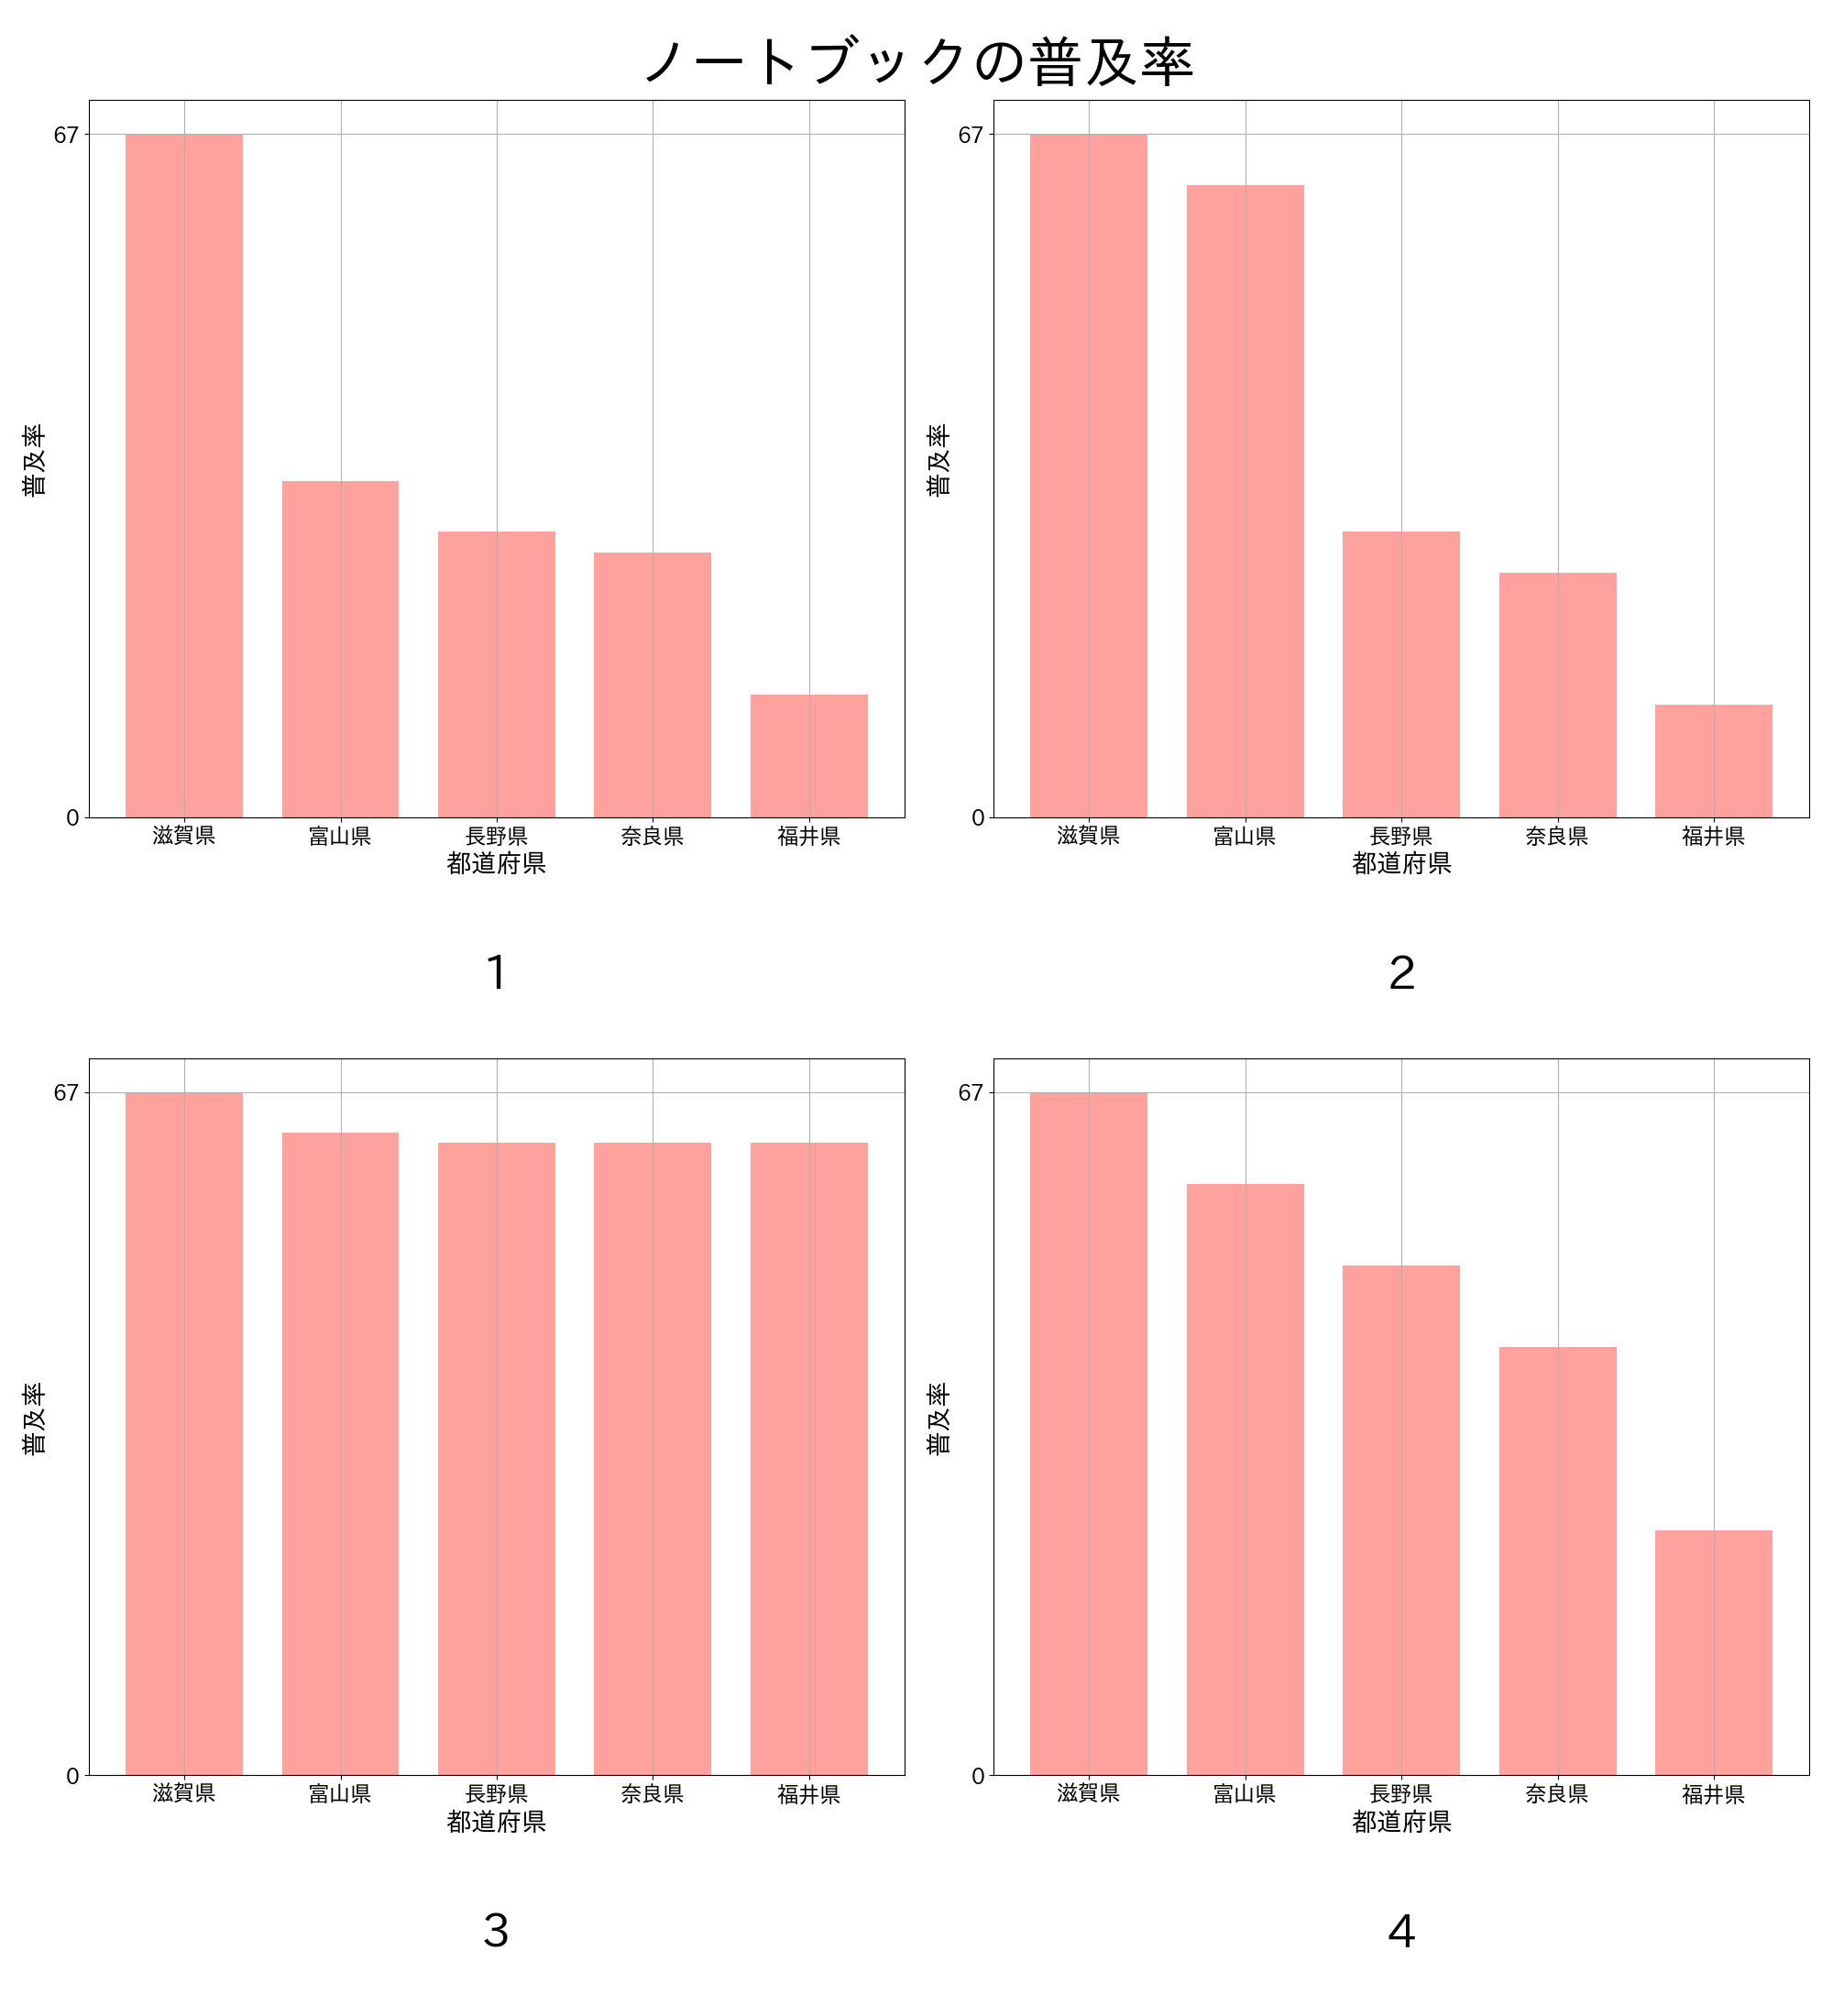 ノートブックの普及率
67
0
普及率
滋賀県 富山県 長野県 奈良県 福井県
都道府県
1
67
0
普及率
滋賀県 富山県 長野県 奈良県 福井県
都道府県
2
67
0
普及率
滋賀県 富山県 長野県 奈良県 福井県
都道府県
3
67
0
普及率
滋賀県 富山県 長野県 奈良県 福井県
都道府県
4